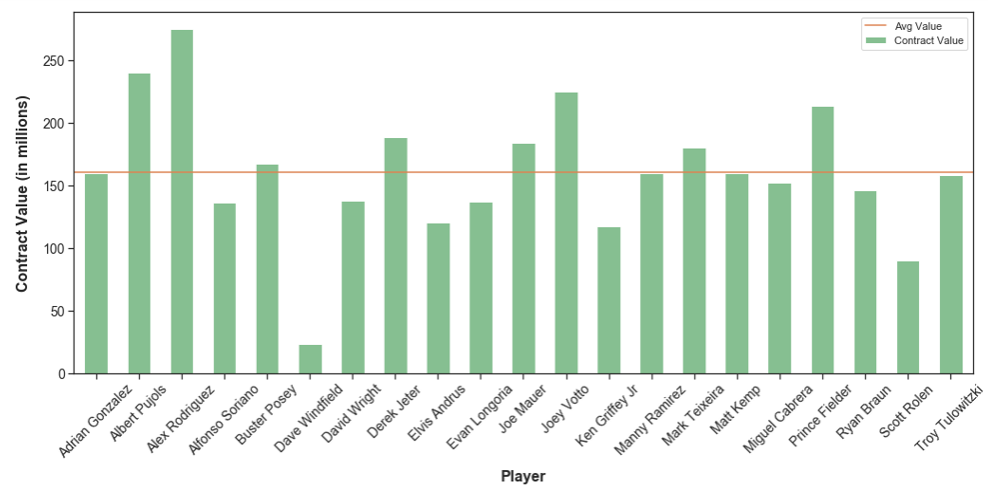 Avg Value
Contract Value
Contract Value (in millions)
250
200
150
100
50
0
Adrian Gonzalez
Albert Pujols
Alex Rodriguez
Alfonso Soriano
Buster Posey
Dave Windfield
David Wright
Derek Jeter
Elvis Andrus
Evan Longoria
Joe Mauer
Joey Votto
Ken Griffey Jr
Manny Ramirez
Mark Teixeira
Matt Kemp
Miguel Cabrera
Prince Fielder
Ryan Braun
Scott Rolen
Troy Tulowitzki
Player